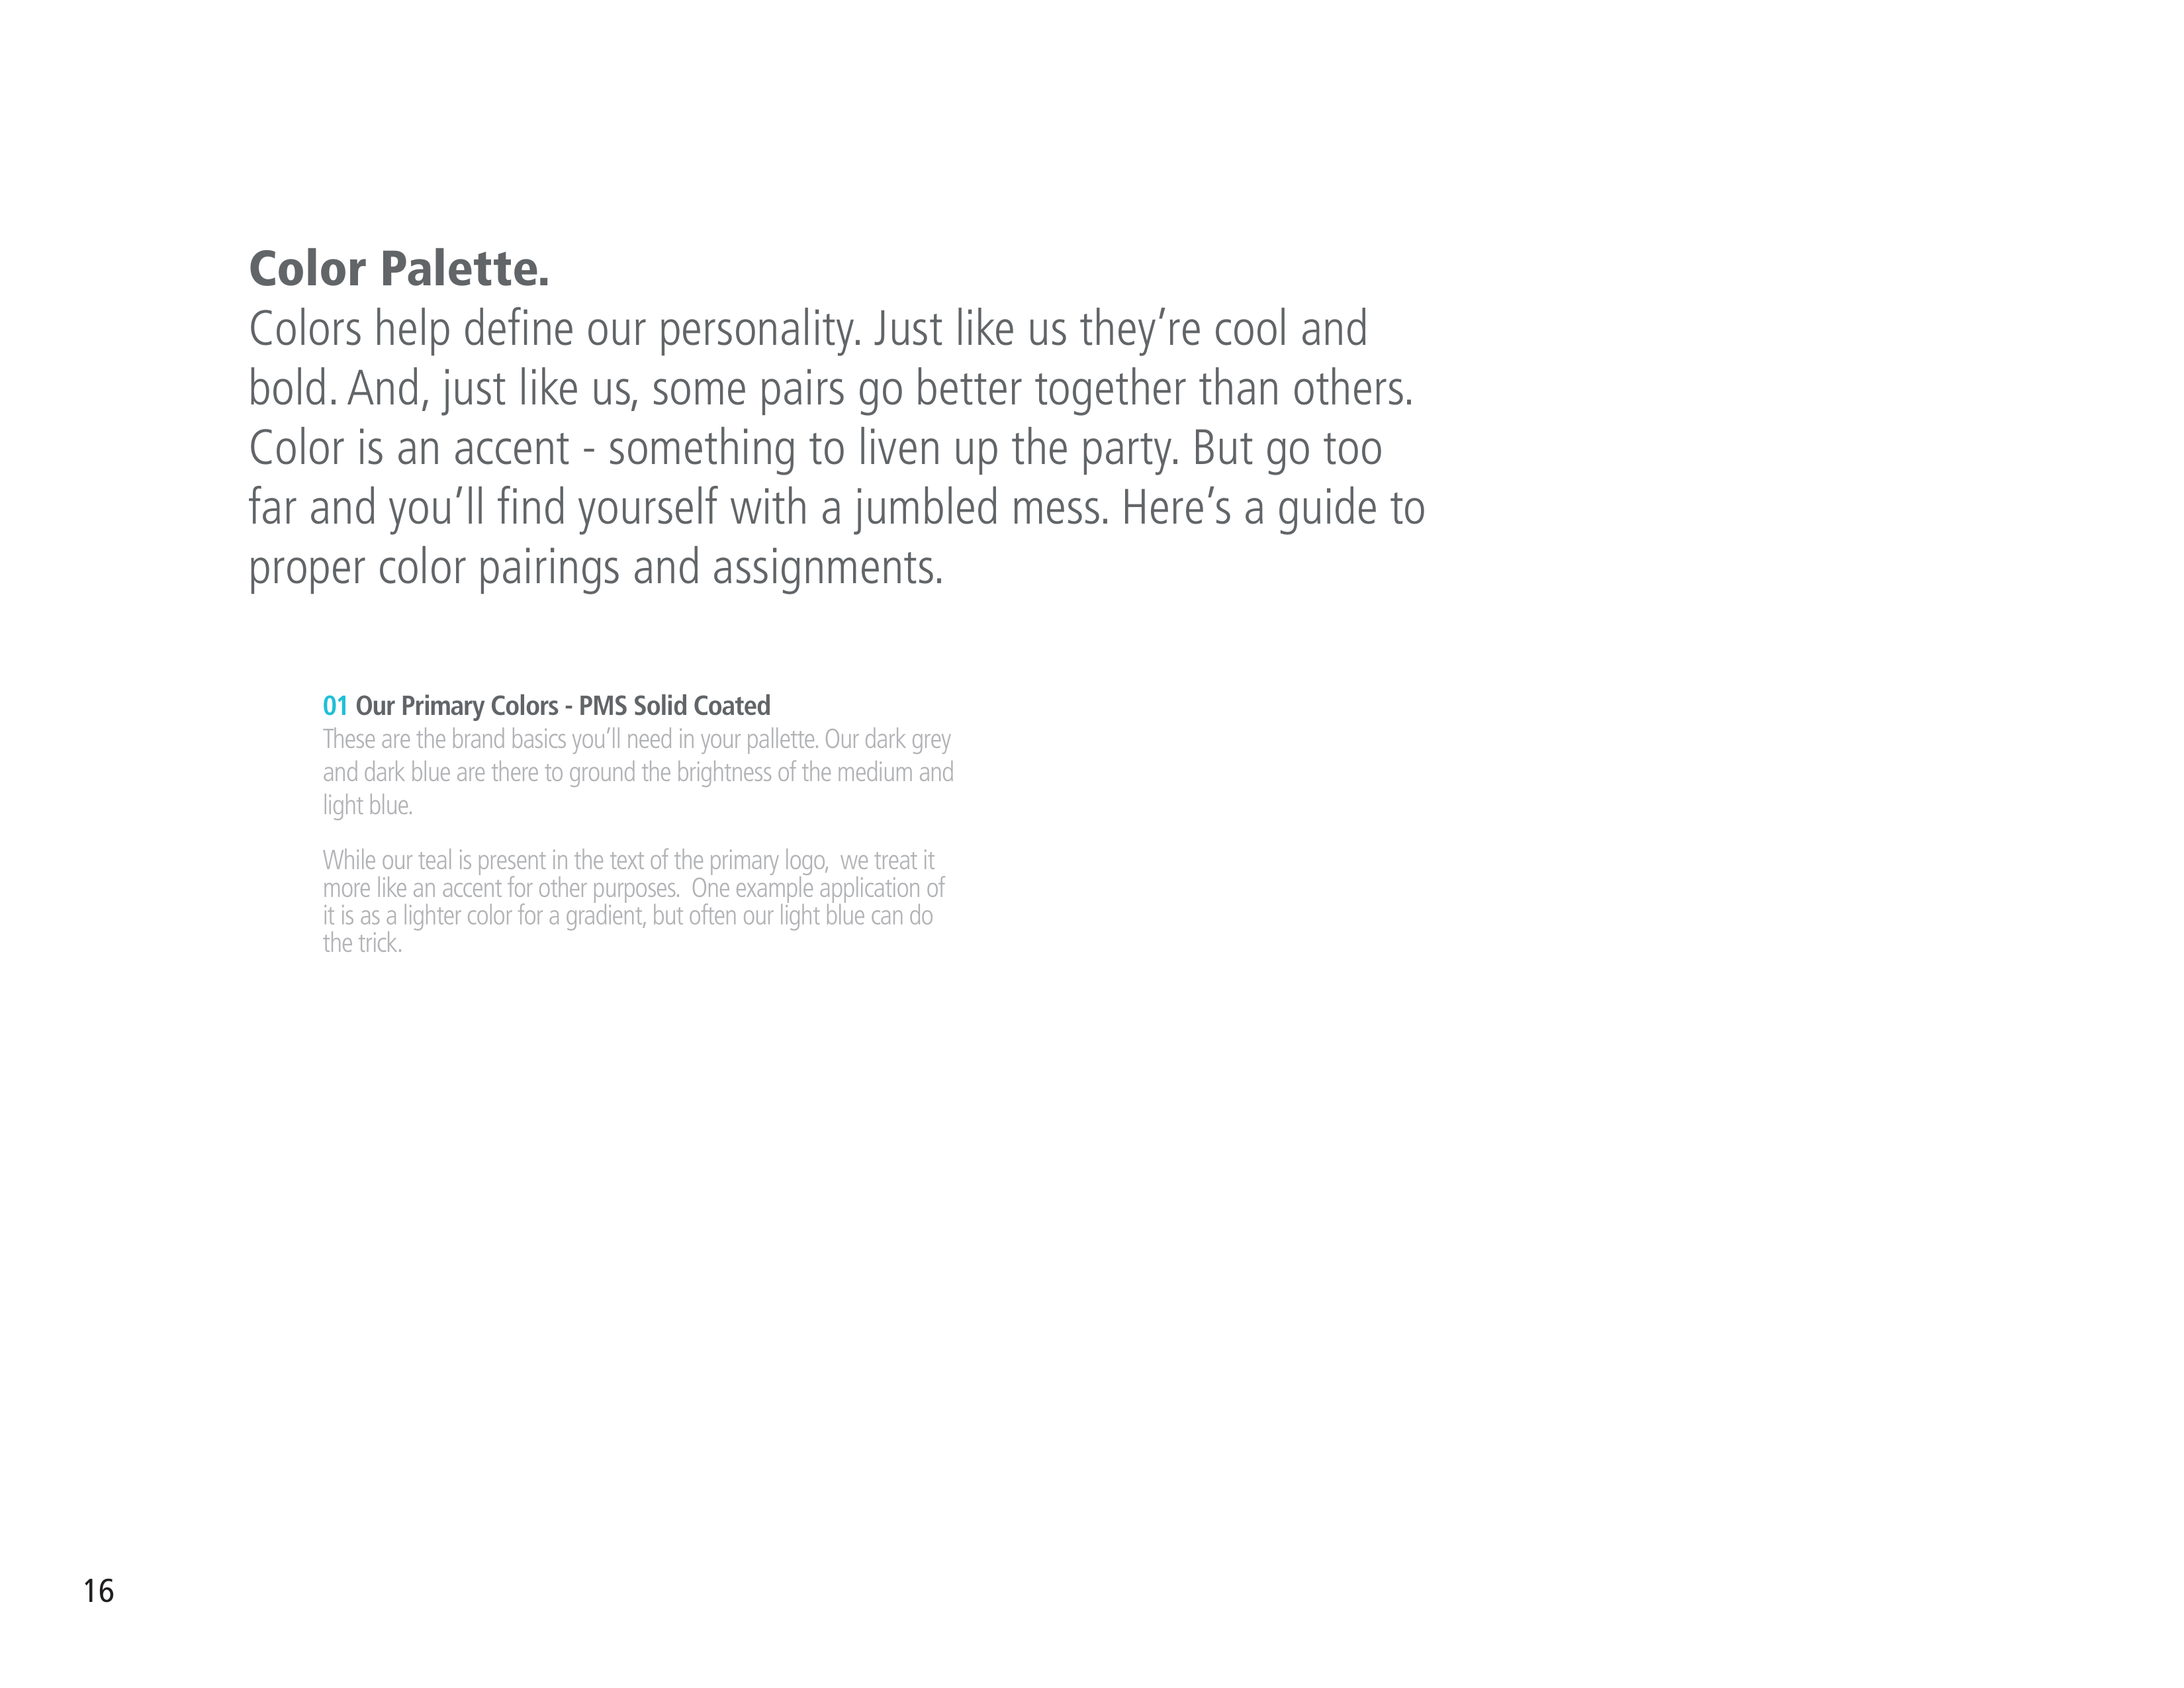 Color Palette.
Colors help define our personality. Just like us they’re cool and
bold. And, just like us, some pairs go better together than others.
Color is an accent - something to liven up the party. But go too
far and you’ll find yourself with a jumbled mess. Here’s a guide to
proper color pairings and assignments.
01 Our Primary Colors - PMS Solid Coated
These are the brand basics you’ll need in your pallette. Our dark grey
and dark blue are there to ground the brightness of the medium and
light blue.
While our teal is present in the text of the primary logo,  we treat it
more like an accent for other purposes.  One example application of
it is as a lighter color for a gradient, but often our light blue can do
the trick.
16